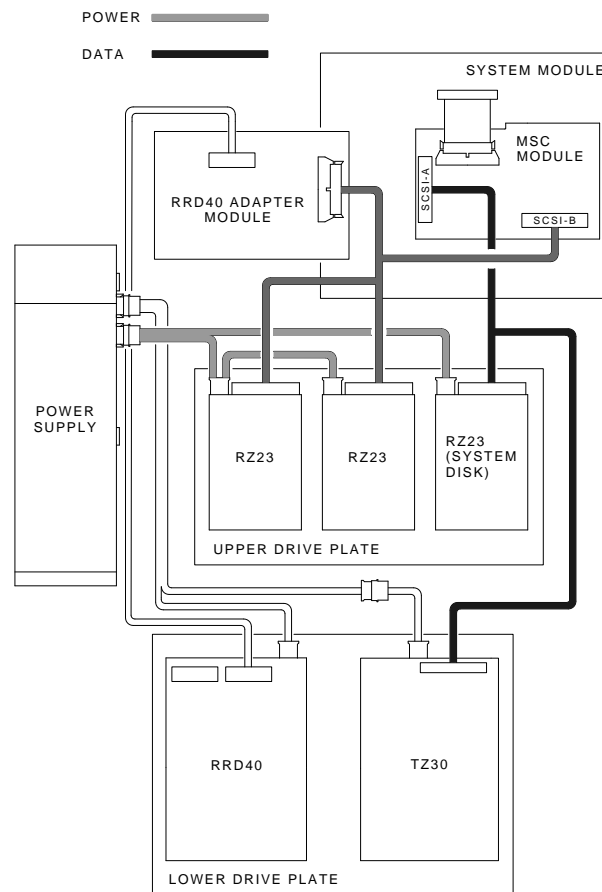 POWER
DATA
SYSTEM MODULE
MSC
MODULE
SCSI-A
SCSI-B
RRD40 ADAPTER
MODULE
POWER
SUPPLY
RZ23
RZ23
RZ23
(SYSTEM
DISK)
UPPER DRIVE PLATE
RRD40
TZ30
LOWER DRIVE PLATE